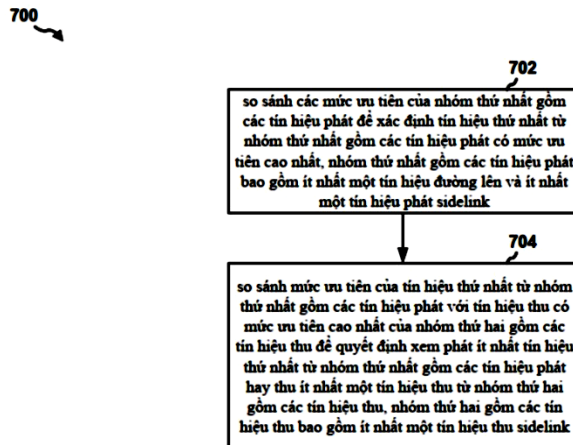 700
702
so sánh các mức ưu tiên của nhóm thứ nhất gồm
các tín hiệu phát để xác định tín hiệu thứ nhất từ
nhóm thứ nhất gồm các tín hiệu phát có mức ưu
tiên cao nhất, nhóm thứ nhất gồm các tín hiệu phát
bao gồm ít nhất một tín hiệu đường lên và ít nhất
một tín hiệu phát sidelink
704
so sánh mức ưu tiên của tín hiệu thứ nhất từ nhóm
thứ nhất gồm các tín hiệu phát với tín hiệu thu có
mức ưu tiên cao nhất của nhóm thứ hai gồm các
tín hiệu thu để quyết định xem phát ít nhất tín hiệu
thứ nhất từ nhóm thứ nhất gồm các tín hiệu phát
hay thu ít nhất một tín hiệu thu từ nhóm thứ hai
gồm các tín hiệu thu, nhóm thứ hai gồm các tín
hiệu thu bao gồm ít nhất một tín hiệu thu sidelink